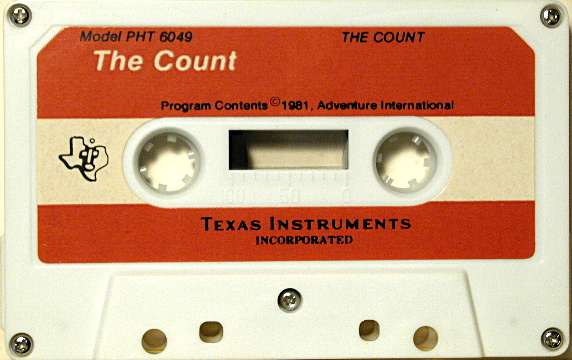 Model PHT 6049 THE COUNT
The Count
Program Contents ©1981, Adventure International
100 50 0
TEXAS INSTRUMENTS
INCORPORATED